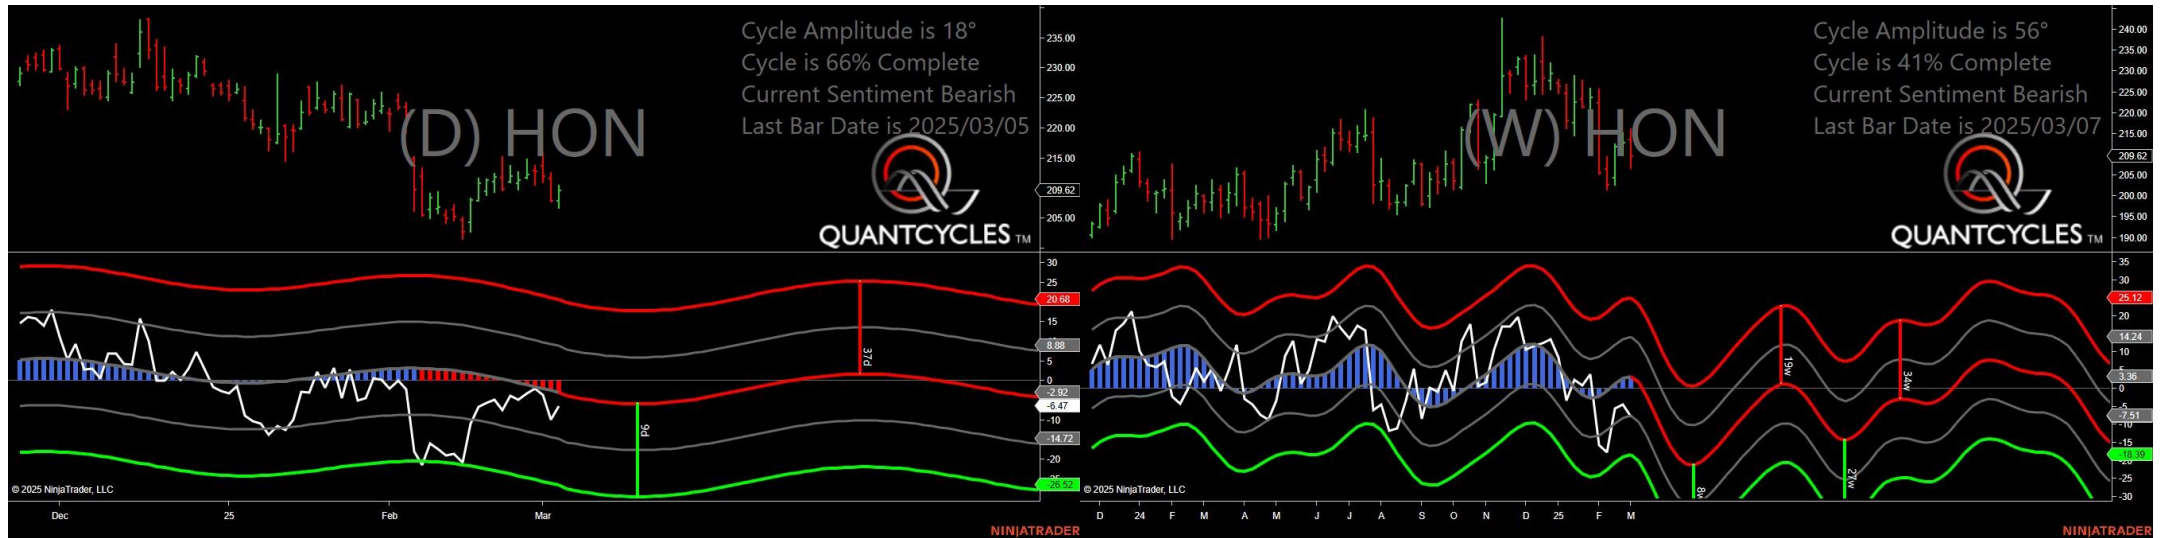 Cycle Amplitude is 18°
Cycle is 66% Complete
Current Sentiment Bearish
Last Bar Date is 2025/03/05
(D) HON
QUANTCYCLES TM
235.00
230.00
225.00
220.00
215.00
209.62
205.00
30
25
20.68
15
8.88
5
0
-2.92
-6.47
-10
-14.72
-20
-26.52
37d
9d
© 2025 NinjaTrader, LLC
Dec
25
Feb
Mar
NINJATRADER
Cycle Amplitude is 56°
Cycle is 41% Complete
Current Sentiment Bearish
Last Bar Date is 2025/03/07
(W) HON
QUANTCYCLES TM
240.00
235.00
230.00
225.00
220.00
215.00
209.62
205.00
200.00
195.00
190.00
35
30
25.12
20
14.24
10
3.36
0
-5
-7.51
-10
-15
-18.39
-25
-30
19w
34w
8w
27w
© 2025 NinjaTrader, LLC
D
24
F
M
A
M
J
J
A
S
O
N
D
25
F
M
NINJATRADER